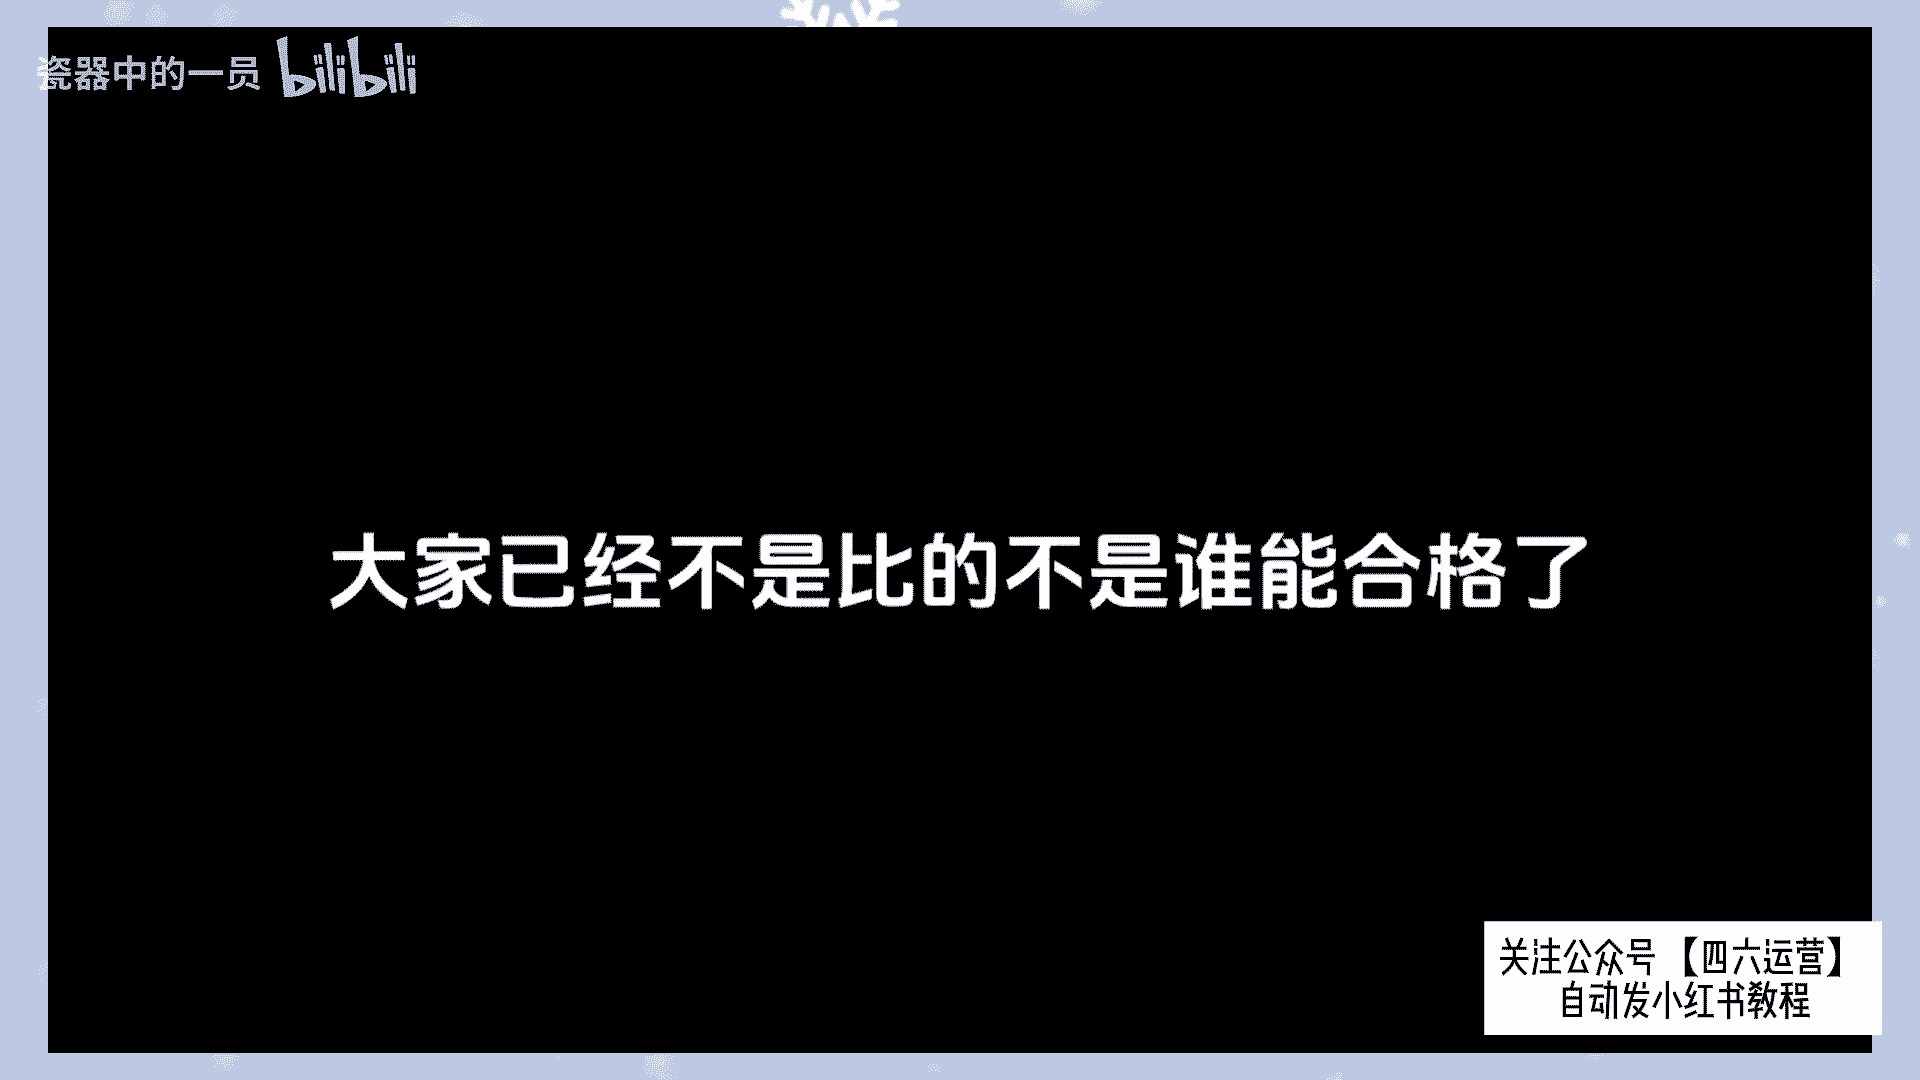 瓷器中的一员 bilibili
大家已经不是比的不是谁能合格了
关注公众号【四六运营】
自动发小红书教程